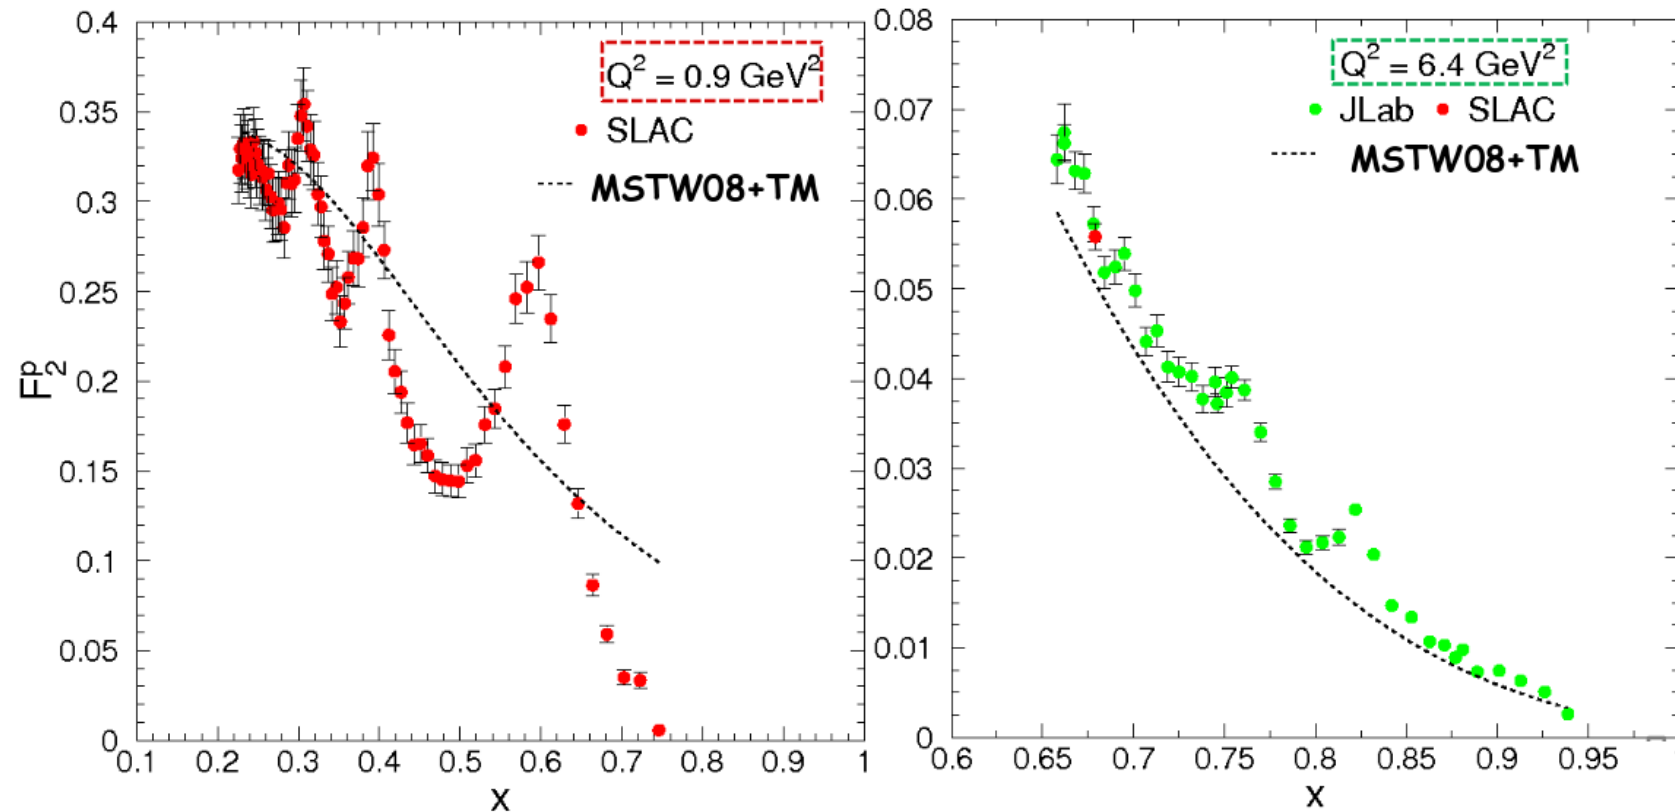 F₂ᵖ
0.4
0.35
0.3
0.25
0.2
0.15
0.1
0.05
0
0.1 0.2 0.3 0.4 0.5 0.6 0.7 0.8 0.9 1
x
Q² = 0.9 GeV²
SLAC
MSTW08+TM
0.08
0.07
0.06
0.05
0.04
0.03
0.02
0.01
0
0.6 0.65 0.7 0.75 0.8 0.85 0.9 0.95
x
Q² = 6.4 GeV²
JLab SLAC
MSTW08+TM